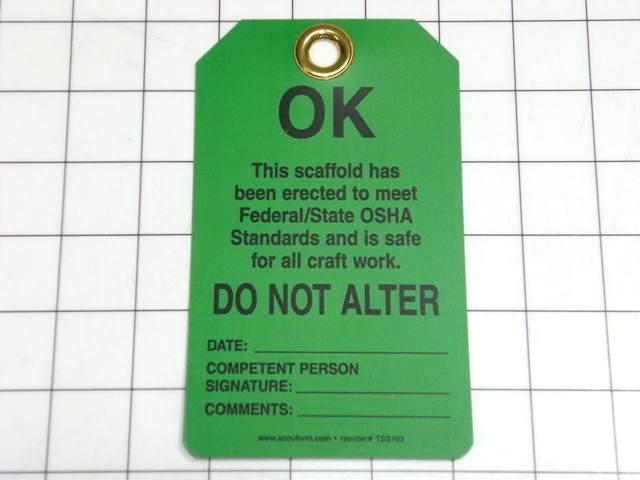 OK
This scaffold has
been erected to meet
Federal/State OSHA
Standards and is safe
for all craft work.
DO NOT ALTER
DATE:
COMPETENT PERSON
SIGNATURE:
COMMENTS:
www.accuform.com • reorder# TSS103